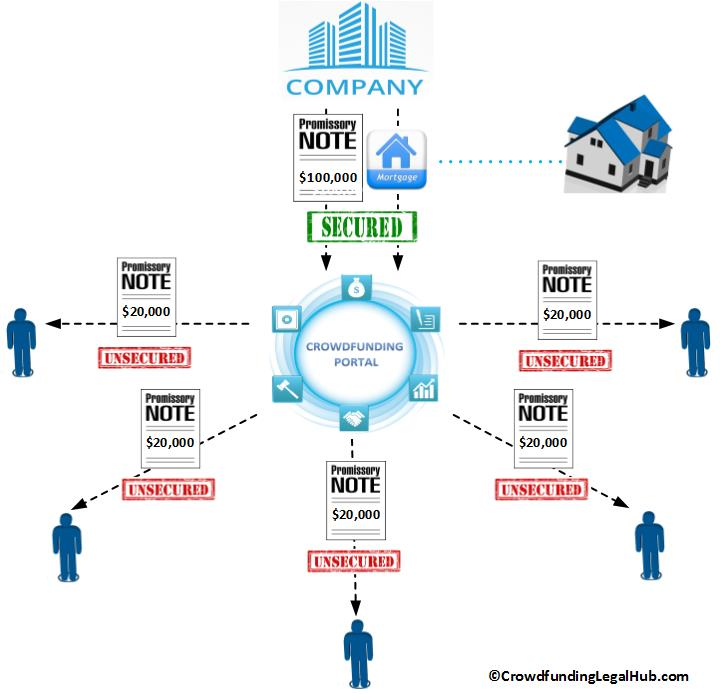 COMPANY
Promissory
NOTE
$100,000
Mortgage
SECURED
Promissory
NOTE
$20,000
UNSECURED
Promissory
NOTE
$20,000
UNSECURED
$
CROWDFUNDING
PORTAL
Promissory
NOTE
$20,000
UNSECURED
Promissory
NOTE
$20,000
UNSECURED
Promissory
NOTE
$20,000
UNSECURED
©CrowdfundingLegalHub.com